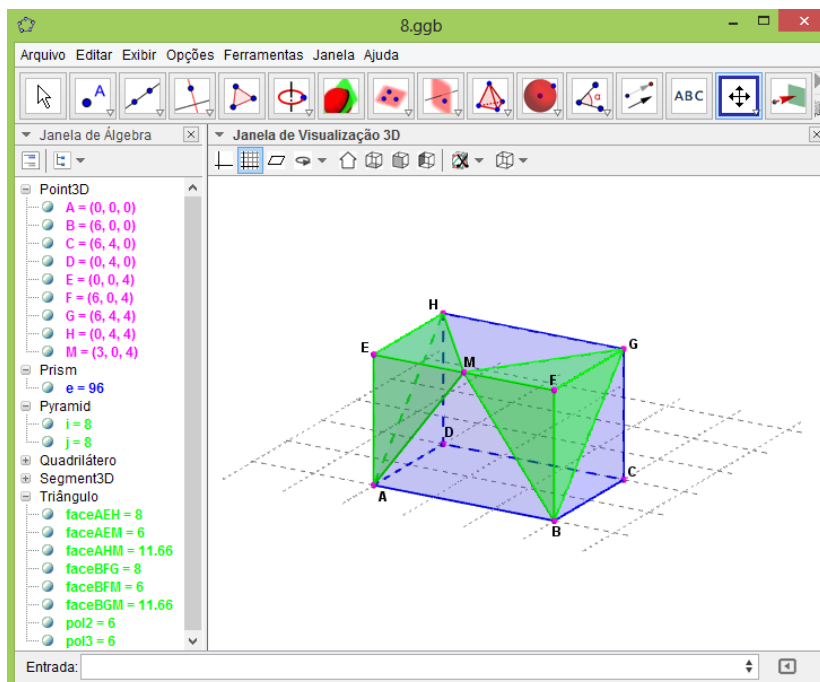 8.ggb
Arquivo Editar Exibir Opções Ferramentas Janela Ajuda
A
α
ABC
Janela de Álgebra
Janela de Visualização 3D
Point3D
A = (0, 0, 0)
B = (6, 0, 0)
C = (6, 4, 0)
D = (0, 4, 0)
E = (0, 0, 4)
F = (6, 0, 4)
G = (6, 4, 4)
H = (0, 4, 4)
M = (3, 0, 4)
Prism
e = 96
Pyramid
i = 8
j = 8
Quadrilátero
Segment3D
Triângulo
faceAEH = 8
faceAEM = 6
faceAHM = 11.66
faceBFG = 8
faceBFM = 6
faceBGM = 11.66
pol2 = 6
pol3 = 6
H
G
E
M
F
D
C
A
B
Entrada: